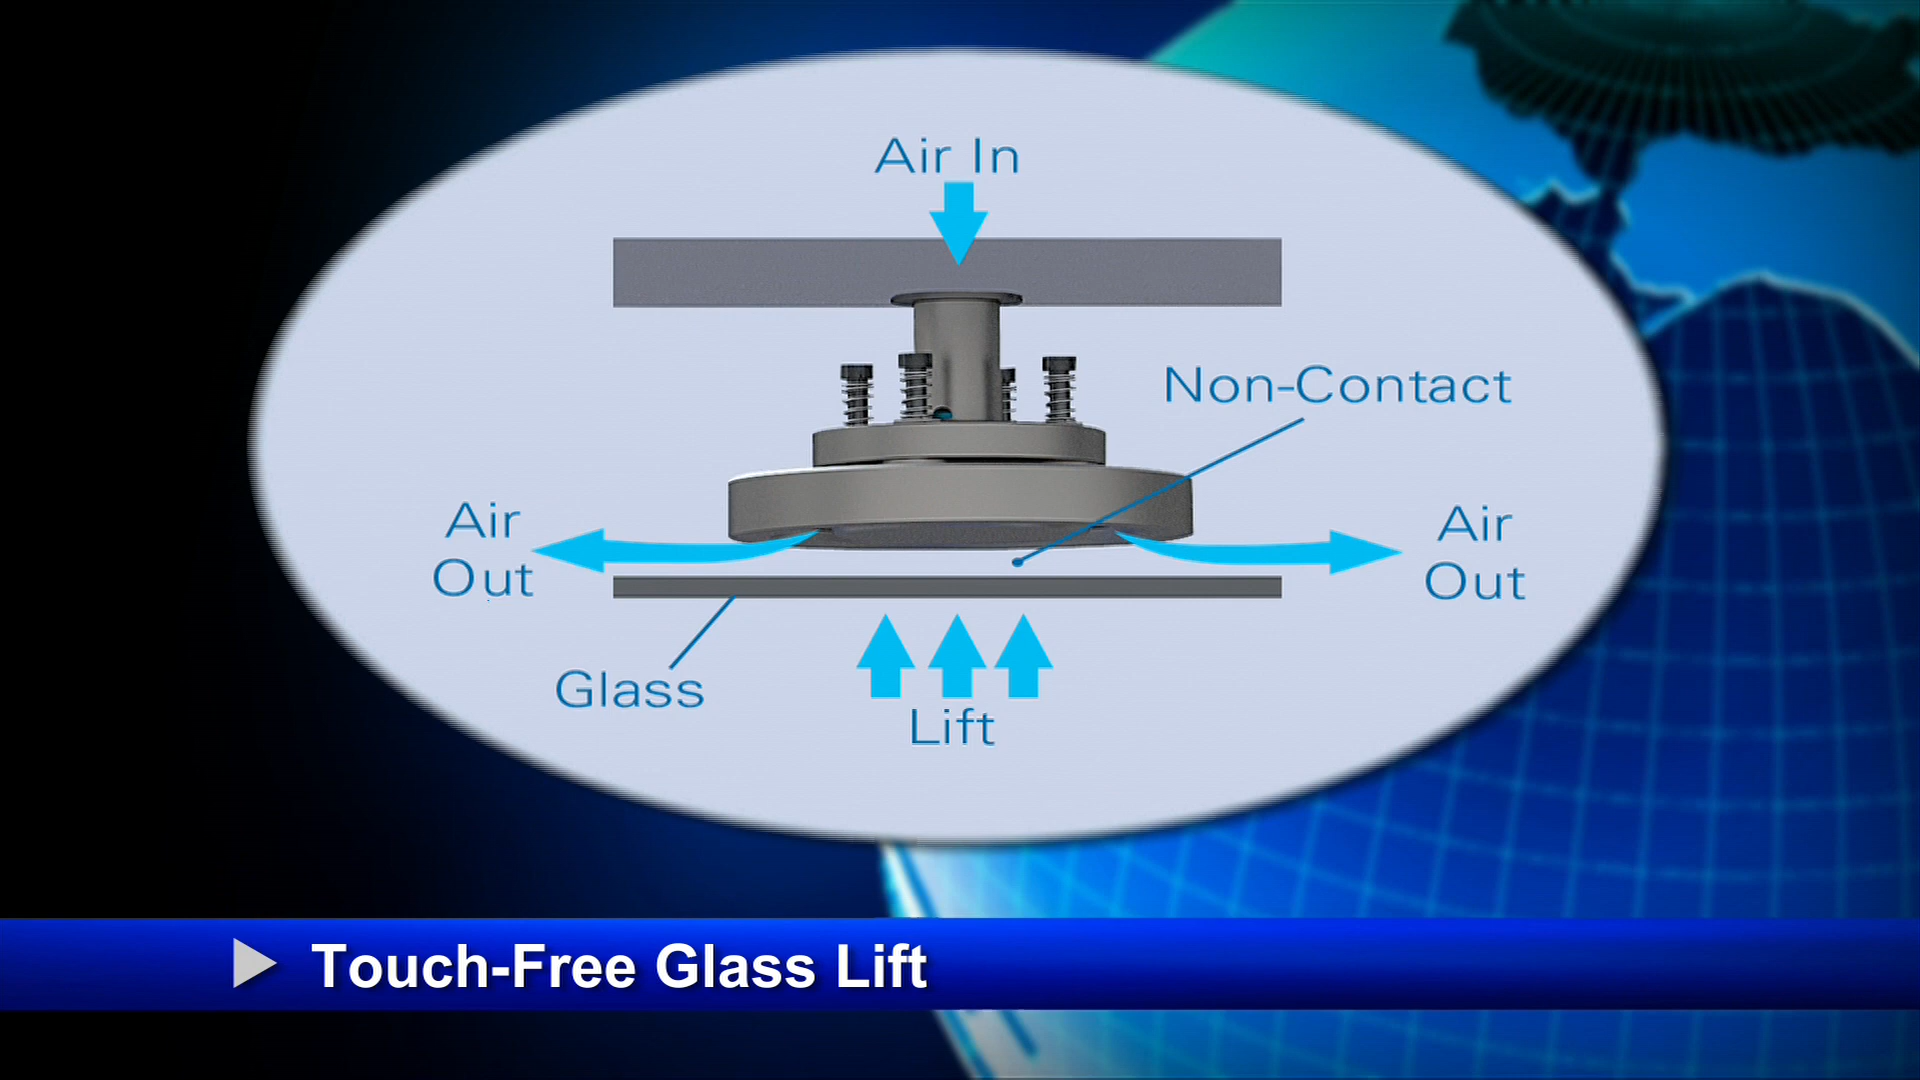 Air In
Non-Contact
Air
Out
Air
Out
Glass
Lift
Touch-Free Glass Lift